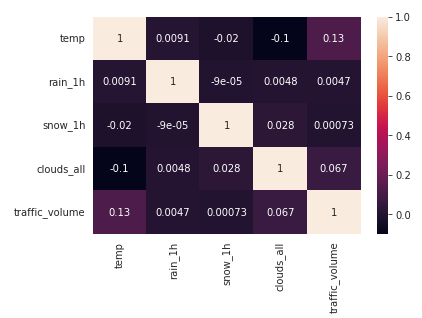 temp
1
0.0091
-0.02
-0.1
0.13
rain_1h
0.0091
1
-9e-05
0.0048
0.0047
snow_1h
-0.02
-9e-05
1
0.028
0.00073
clouds_all
-0.1
0.0048
0.028
1
0.067
traffic_volume
0.13
0.0047
0.00073
0.067
1
temp
rain_1h
snow_1h
clouds_all
traffic_volume
1.0
0.8
0.6
0.4
0.2
0.0